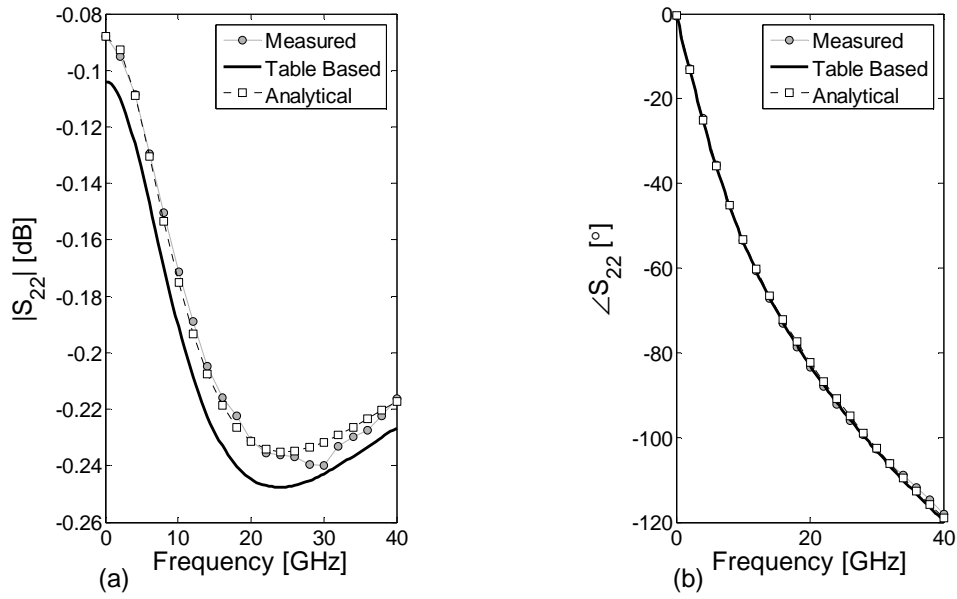 -0.08
-0.1
-0.12
-0.14
-0.16
-0.18
-0.2
-0.22
-0.24
-0.26
|S22| [dB]
0 10 20 30 40
Frequency [GHz]
(a)
Measured
Table Based
Analytical
0
-20
-40
-60
-80
-100
-120
∠S22 [°]
0 20 40
Frequency [GHz]
(b)
Measured
Table Based
Analytical